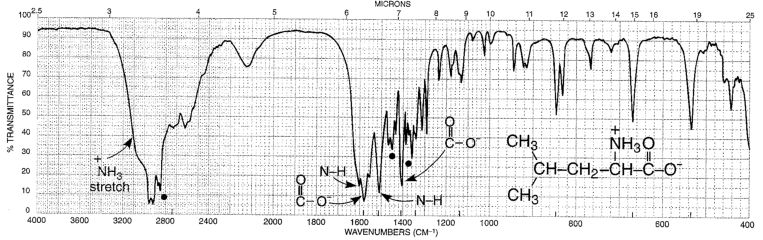 MICRONS
2.5 3 4 5 6 7 8 9 10 11 12 13 14 15 16 19 25
% TRANSMITTANCE
100
90
80
70
60
50
40
30
20
10
0
+
NH3
stretch
O
C–O−
N–H
N–H
O
C–O−
CH3
CH–CH2–CH–C–O−
+
NH3 O
CH3
4000 3600 3200 2800 2400 2000 1800 1600 1400 1200 1000 800 600 400
WAVENUMBERS (CM−1)